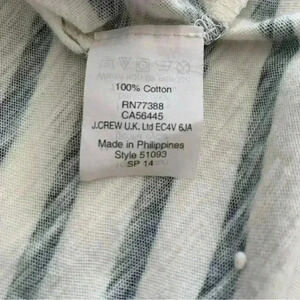 100% Cotton
RN77388
CA56445
J.CREW U.K. Ltd EC4V 6JA
Made in Philippines
Style 51093
SP 14